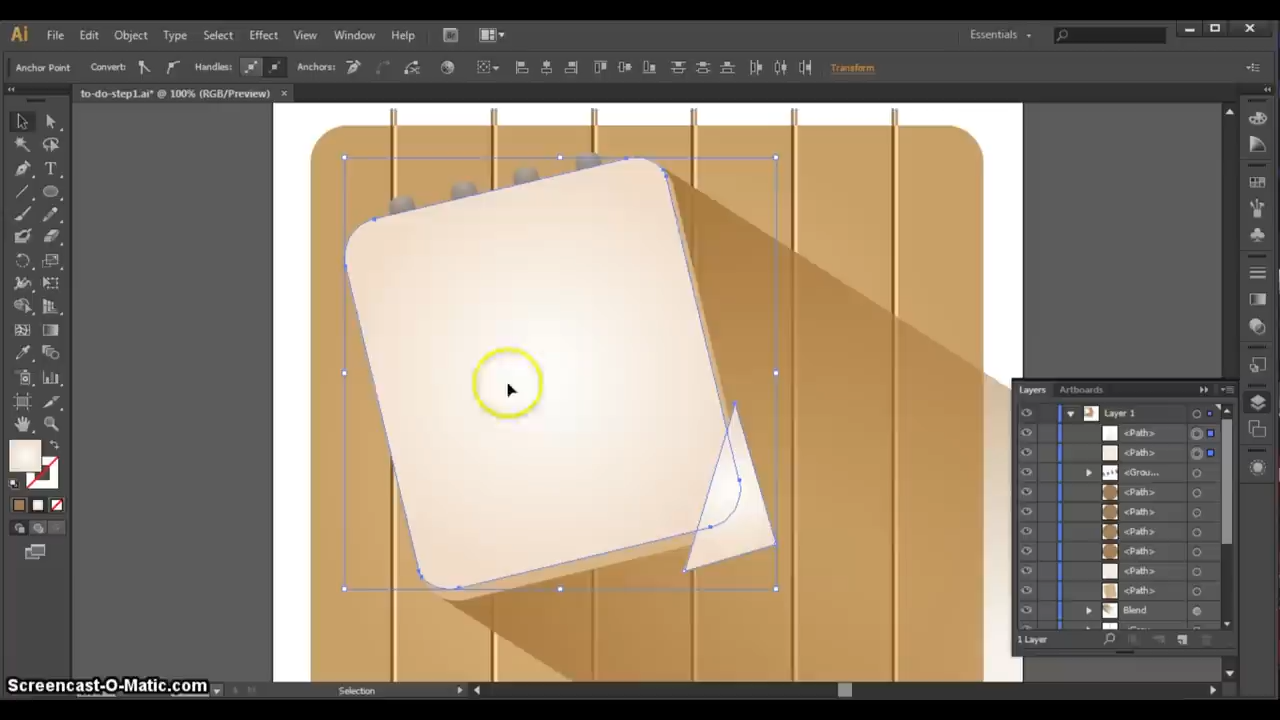 Ai File Edit Object Type Select Effect View Window Help Br Essentials
Anchor Point Convert: Handles: Anchors: Transform
to-do-step1.ai* @ 100% (RGB/Preview) ×
T
Layers Artboards
Layer 1
<Path>
<Path>
<Grou...
<Path>
<Path>
<Path>
<Path>
<Path>
<Path>
Blend
1 Layer
Screencast-O-Matic.com
Selection